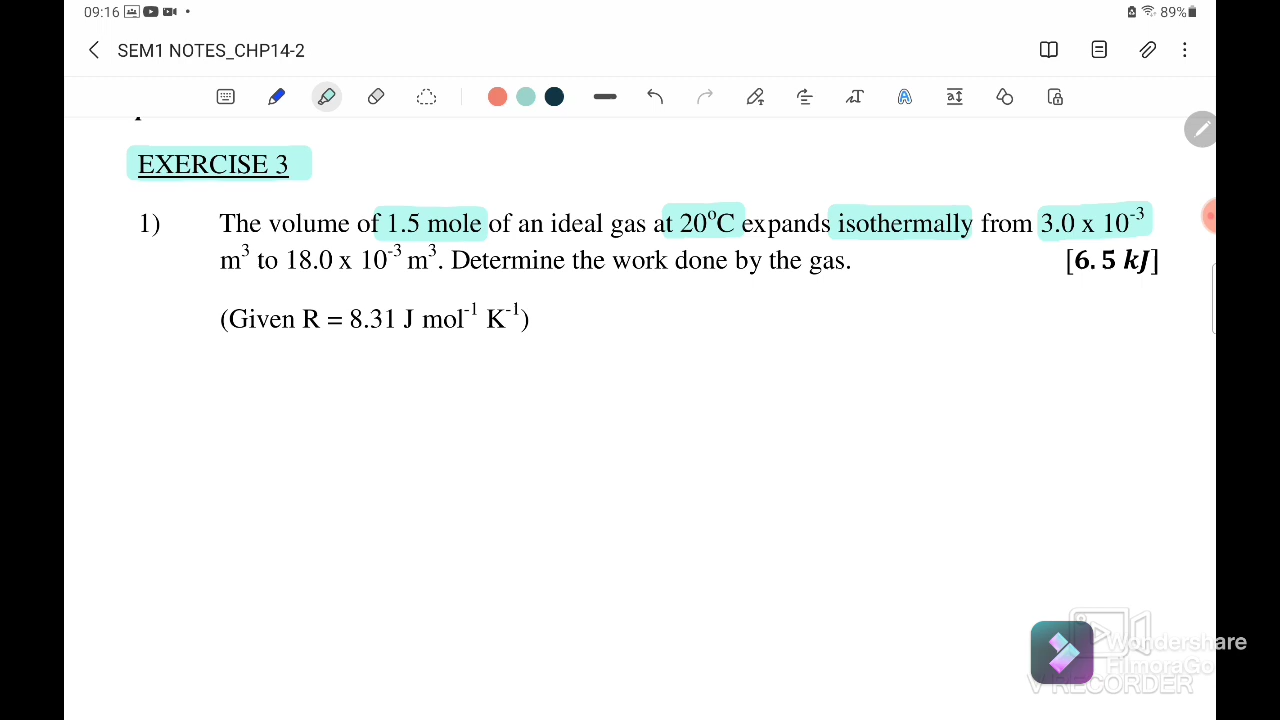 09:16 89%
SEM1 NOTES_CHP14-2
EXERCISE 3
1) The volume of 1.5 mole of an ideal gas at 20⁰C expands isothermally from 3.0 x 10⁻³
m³ to 18.0 x 10⁻³ m³. Determine the work done by the gas. [6.5 kJ]
(Given R = 8.31 J mol⁻¹ K⁻¹)
Wondershare
FilmoraGo
V RECORDER